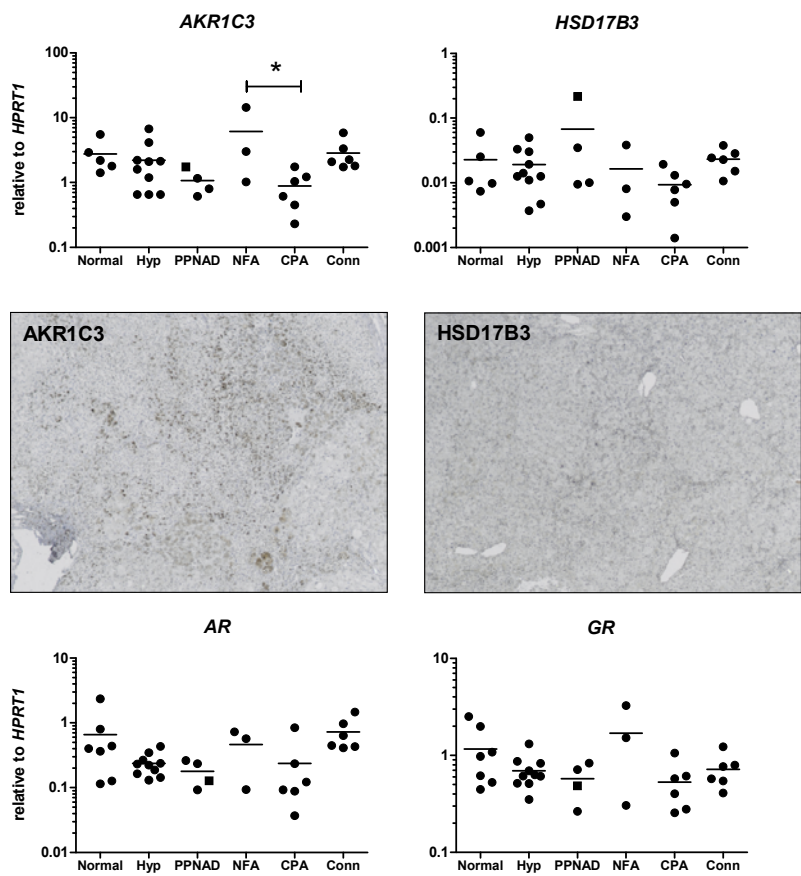 AKR1C3
HSD17B3
relative to HPRT1
100
10
1
0.1
*
Normal Hyp PPNAD NFA CPA Conn
0.1
0.01
0.001
Normal Hyp PPNAD NFA CPA Conn
AKR1C3
HSD17B3
AR
GR
relative to HPRT1
10
1
0.1
0.01
Normal Hyp PPNAD NFA CPA Conn
10
1
0.1
Normal Hyp PPNAD NFA CPA Conn